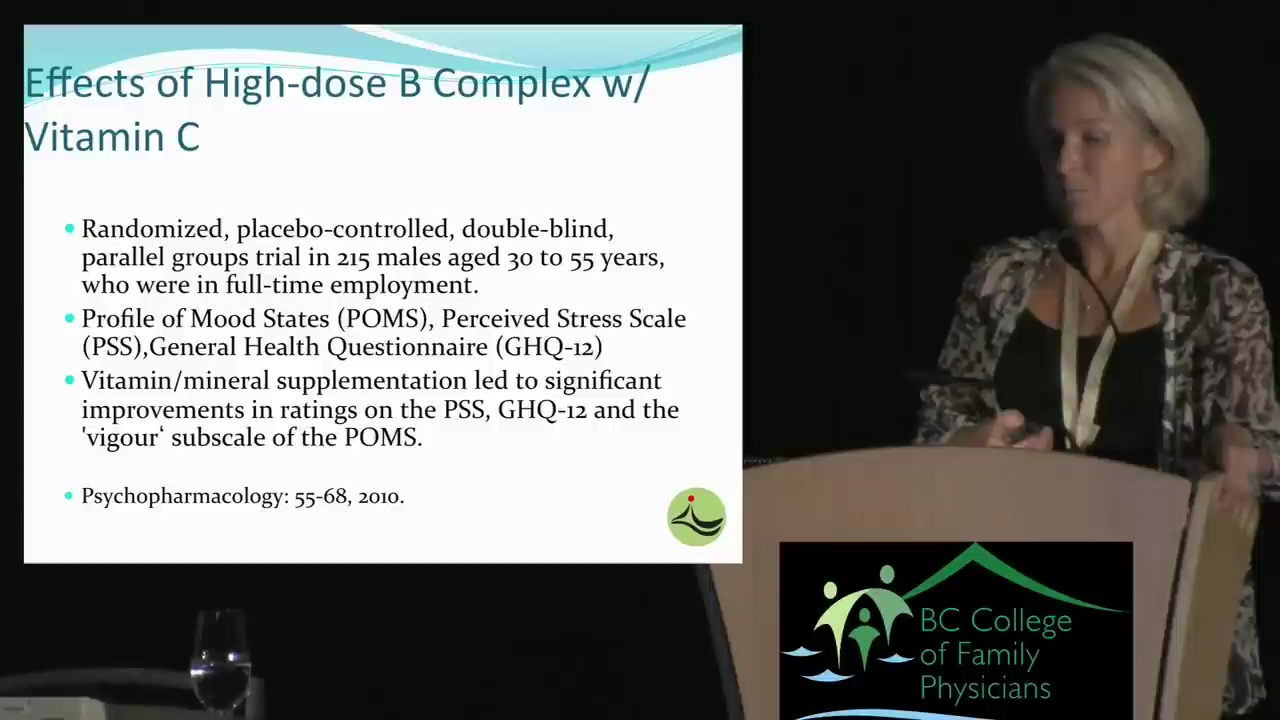 Effects of High-dose B Complex w/
Vitamin C
• Randomized, placebo-controlled, double-blind,
parallel groups trial in 215 males aged 30 to 55 years,
who were in full-time employment.
• Profile of Mood States (POMS), Perceived Stress Scale
(PSS),General Health Questionnaire (GHQ-12)
• Vitamin/mineral supplementation led to significant
improvements in ratings on the PSS, GHQ-12 and the
'vigour‘ subscale of the POMS.
• Psychopharmacology: 55-68, 2010.
BC College
of Family
Physicians